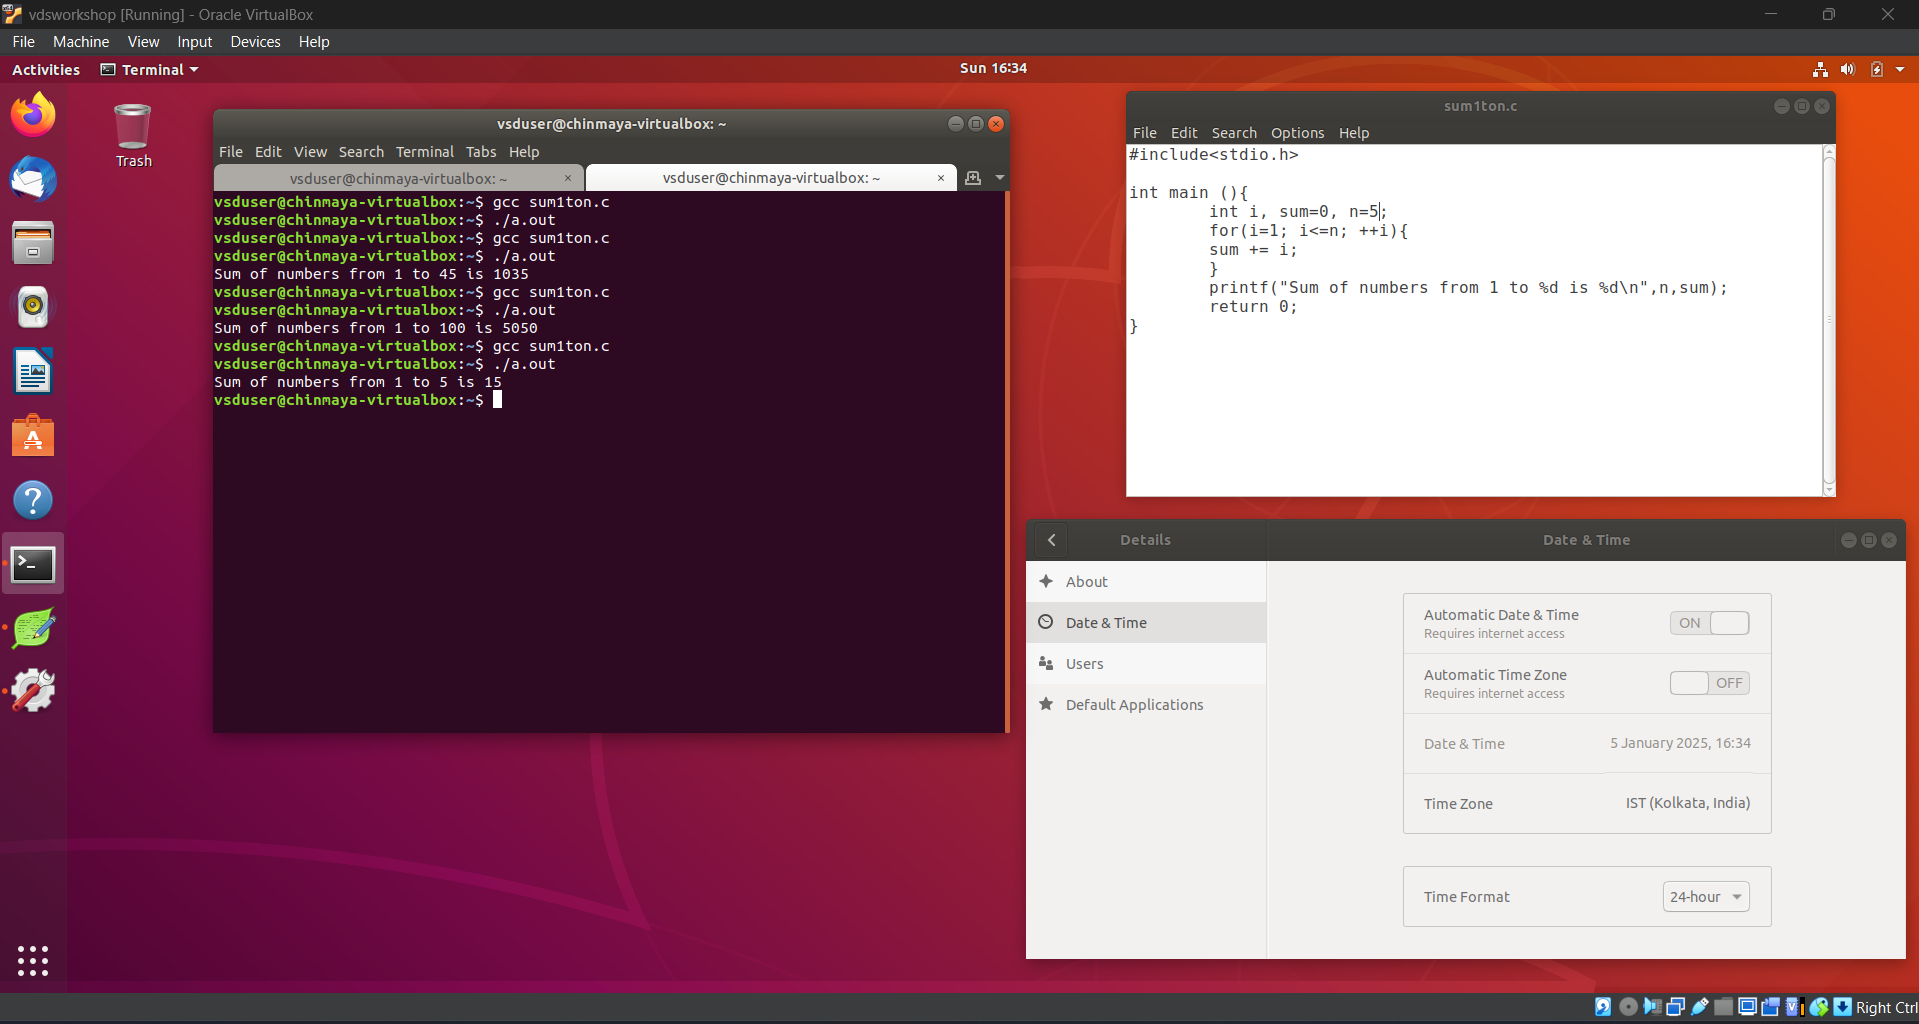 vdsworkshop [Running] - Oracle VirtualBox
File Machine View Input Devices Help
Activities Terminal Sun 16:34
Trash
vsduser@chinmaya-virtualbox: ~
File Edit View Search Terminal Tabs Help
vsduser@chinmaya-virtualbox: ~ × vsduser@chinmaya-virtualbox: ~ ×
vsduser@chinmaya-virtualbox:~$ gcc sum1ton.c
vsduser@chinmaya-virtualbox:~$ ./a.out
vsduser@chinmaya-virtualbox:~$ gcc sum1ton.c
vsduser@chinmaya-virtualbox:~$ ./a.out
Sum of numbers from 1 to 45 is 1035
vsduser@chinmaya-virtualbox:~$ gcc sum1ton.c
vsduser@chinmaya-virtualbox:~$ ./a.out
Sum of numbers from 1 to 100 is 5050
vsduser@chinmaya-virtualbox:~$ gcc sum1ton.c
vsduser@chinmaya-virtualbox:~$ ./a.out
Sum of numbers from 1 to 5 is 15
vsduser@chinmaya-virtualbox:~$
sum1ton.c
File Edit Search Options Help
#include<stdio.h>
int main (){
int i, sum=0, n=5;
for(i=1; i<=n; ++i){
sum += i;
}
printf("Sum of numbers from 1 to %d is %d\n",n,sum);
return 0;
}
Details
Date & Time
About
Date & Time
Users
Default Applications
Automatic Date & Time ON
Requires internet access
Automatic Time Zone OFF
Requires internet access
Date & Time 5 January 2025, 16:34
Time Zone IST (Kolkata, India)
Time Format 24-hour
Right Ctrl